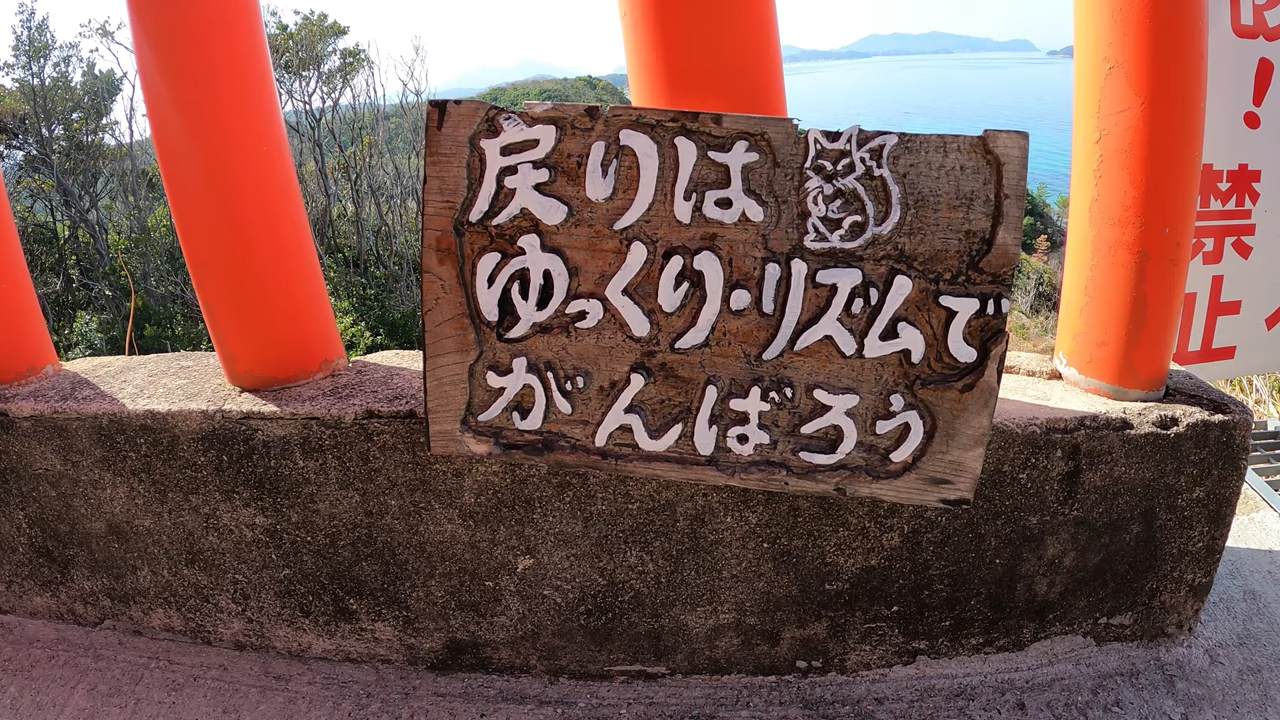 戻りは
ゆっくり・リズムで
がんばろう
！
禁止